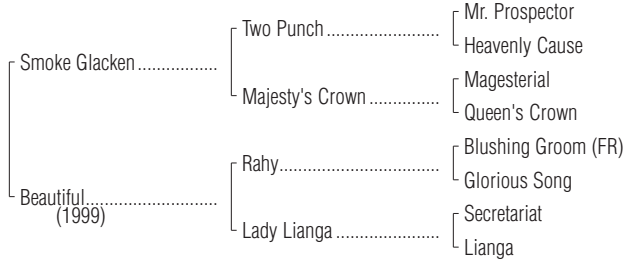 Mr. Prospector
Two Punch
Heavenly Cause
Smoke Glacken
Magesterial
Majesty's Crown
Queen's Crown
Blushing Groom (FR)
Rahy
Glorious Song
Beautiful
(1999)
Secretariat
Lady Lianga
Lianga